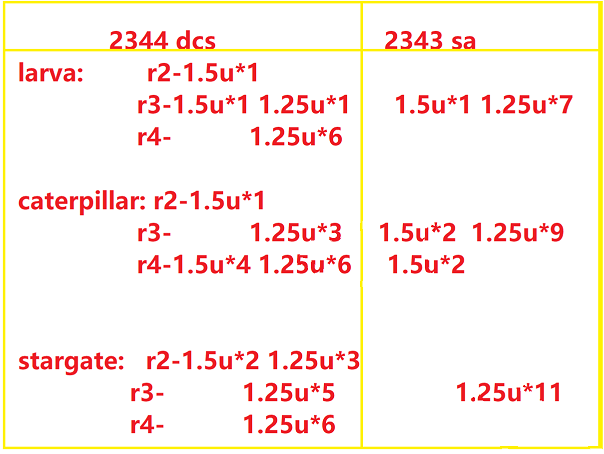 2344 dcs 2343 sa
larva: r2-1.5u*1
r3-1.5u*1 1.25u*1 1.5u*1 1.25u*7
r4- 1.25u*6
caterpillar: r2-1.5u*1
r3- 1.25u*3 1.5u*2 1.25u*9
r4-1.5u*4 1.25u*6 1.5u*2
stargate: r2-1.5u*2 1.25u*3
r3- 1.25u*5 1.25u*11
r4- 1.25u*6